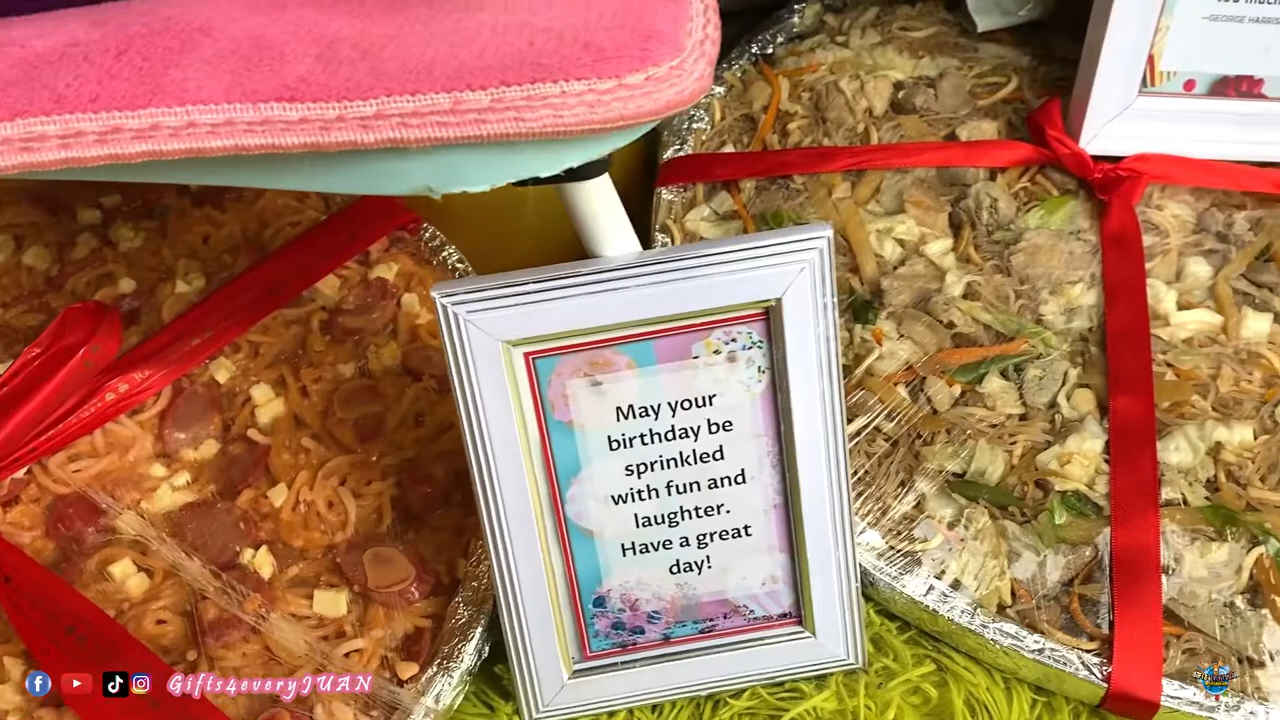 —GEORGE HARRIS
May your
birthday be
sprinkled
with fun and
laughter.
Have a great
day!
Gifts4everyJUAN